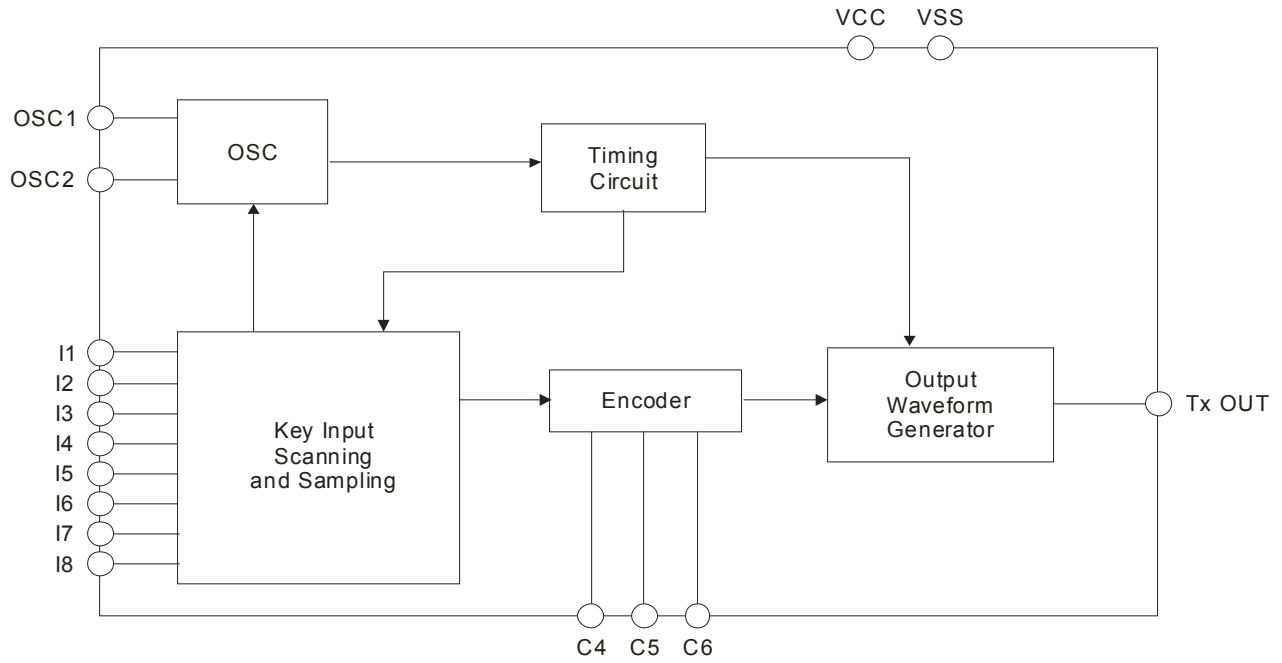 VCC VSS
OSC1
OSC
OSC2
Timing
Circuit
I1
I2
I3
I4
I5
I6
I7
I8
Key Input
Scanning
and Sampling
Encoder
Output
Waveform
Generator
Tx OUT
C4 C5 C6